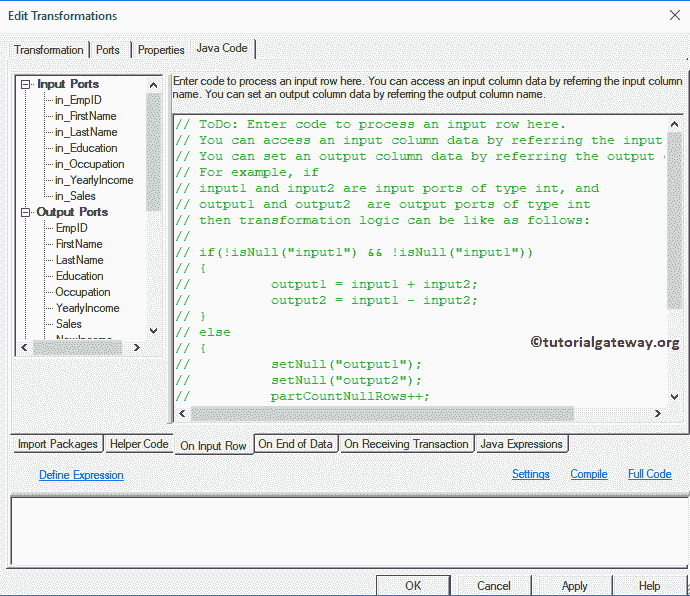 Edit Transformations
Transformation
Ports
Properties
Java Code
Input Ports
in_EmpID
in_FirstName
in_LastName
in_Education
in_Occupation
in_YearlyIncome
in_Sales
Output Ports
EmpID
FirstName
LastName
Education
Occupation
YearlyIncome
Sales
Enter code to process an input row here. You can access an input column data by referring the input column
name. You can set an output column data by referring the output column name.
// ToDo: Enter code to process an input row here.
// You can access an input column data by referring the input
// You can set an output column data by referring the output
// For example, if
// input1 and input2 are input ports of type int, and
// output1 and output2  are output ports of type int
// then transformation logic can be like as follows:
//
// if(!isNull("input1") && !isNull("input1"))
// {
//          output1 = input1 + input2;
//          output2 = input1 - input2;
// }
// else
// {
//          setNull("output1");
//          setNull("output2");
//          partCountNullRows++;
©tutorialgateway.org
Import Packages
Helper Code
On Input Row
On End of Data
On Receiving Transaction
Java Expressions
Define Expression
Settings
Compile
Full Code
OK
Cancel
Apply
Help